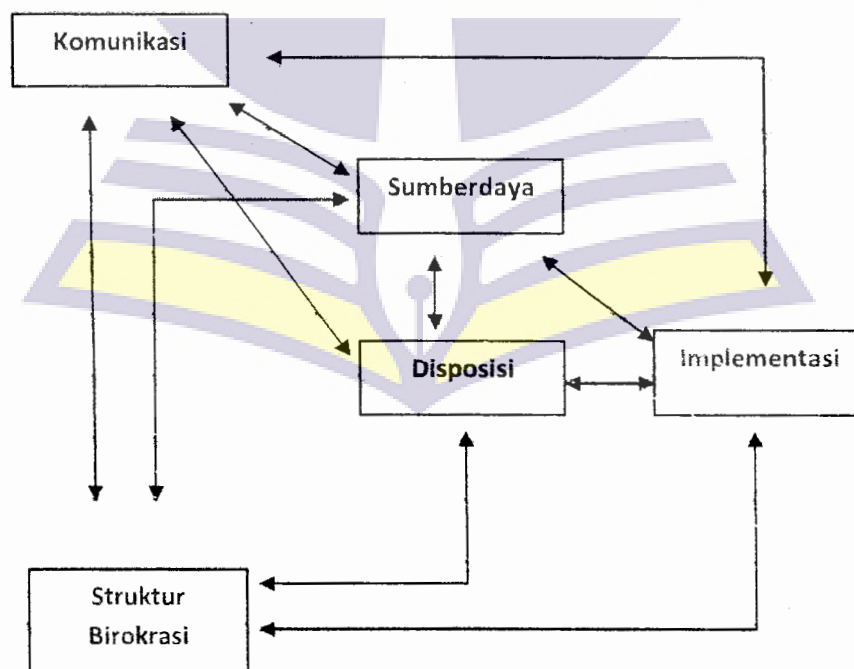 Komunikasi
Sumberdaya
Disposisi
Implementasi
Struktur
Birokrasi